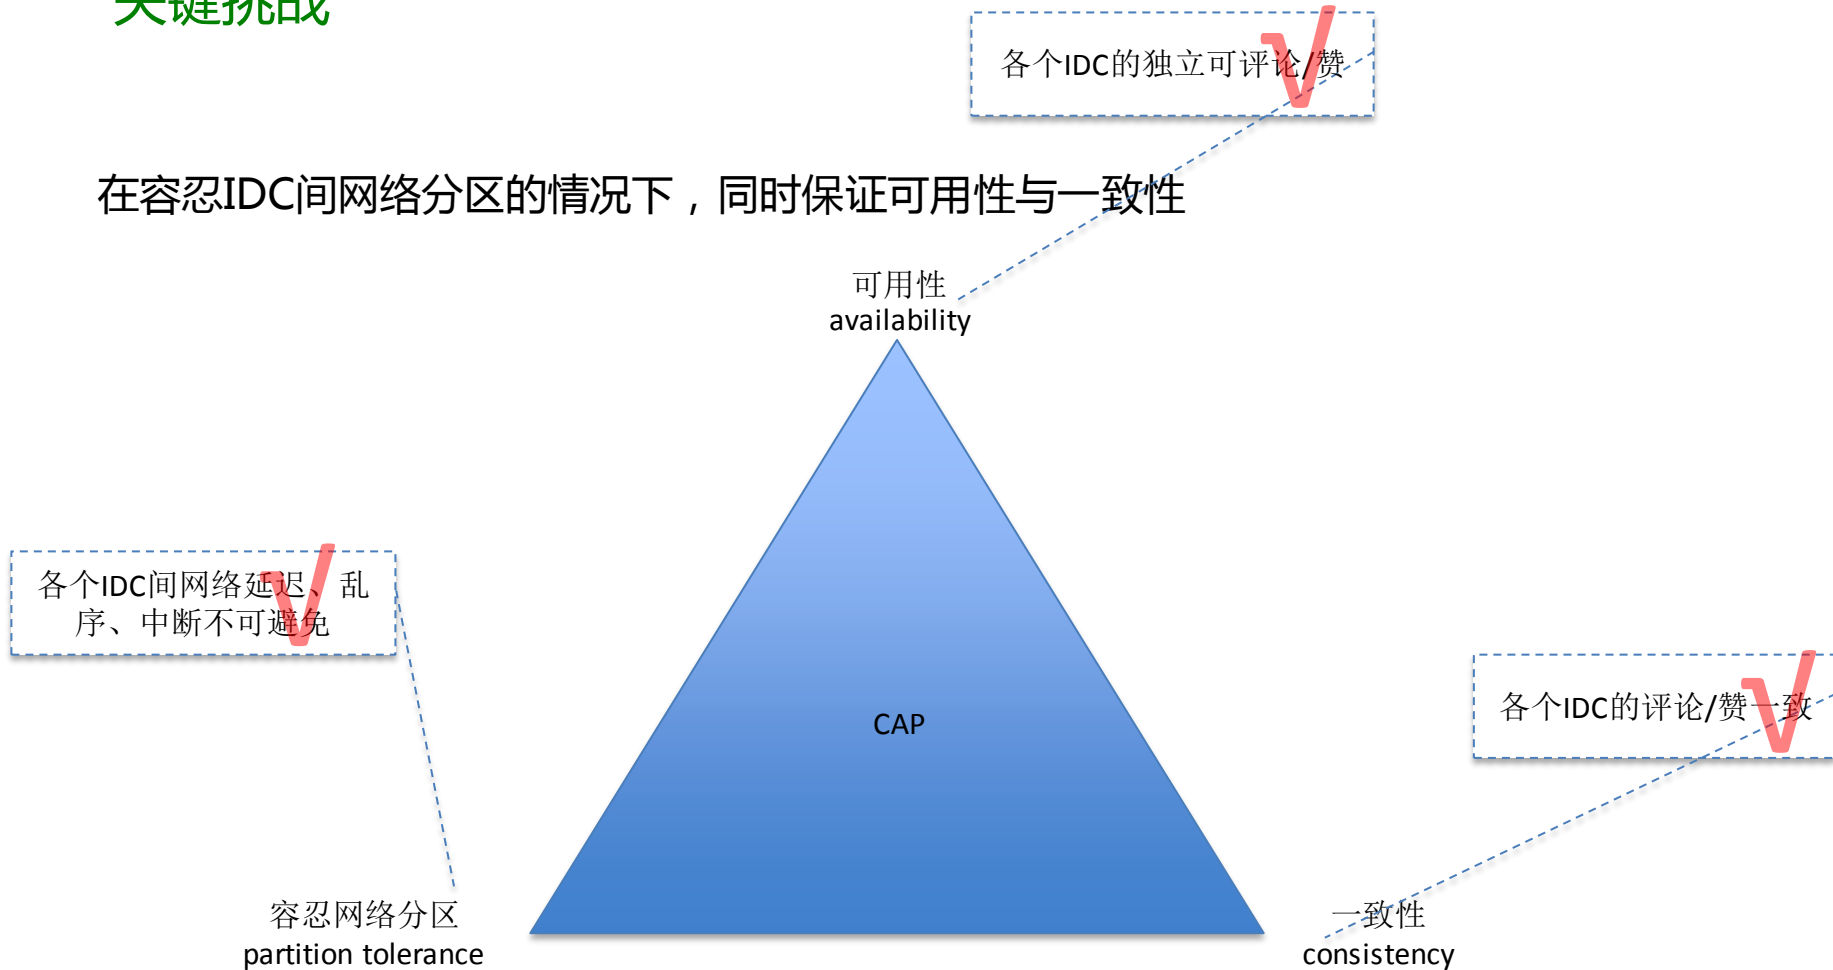 关键挑战
各个IDC的独立可评论/赞
在容忍IDC间网络分区的情况下，同时保证可用性与一致性
可用性
availability
各个IDC间网络延迟、乱
序、中断不可避免
各个IDC的评论/赞一致
CAP
容忍网络分区
partition tolerance
一致性
consistency